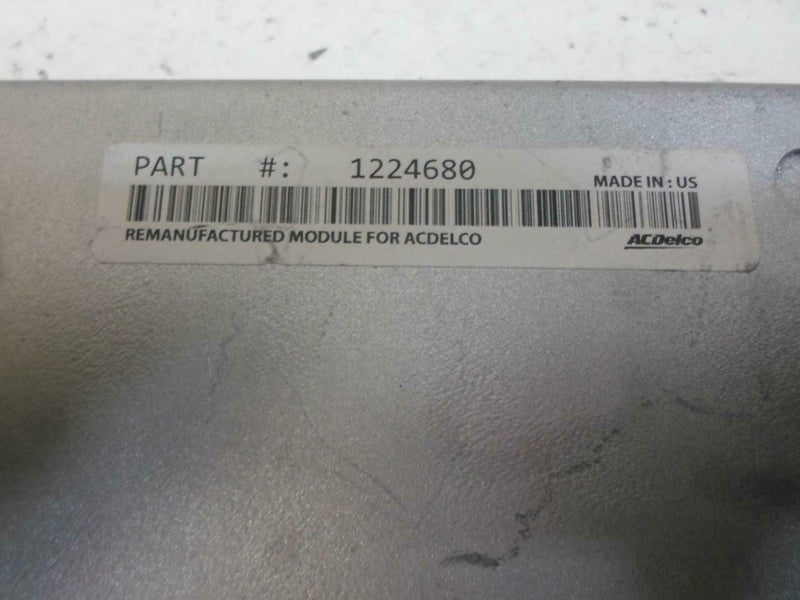 PART #: 1224680
MADE IN : US
REMANUFACTURED MODULE FOR ACDELCO
ACDelco